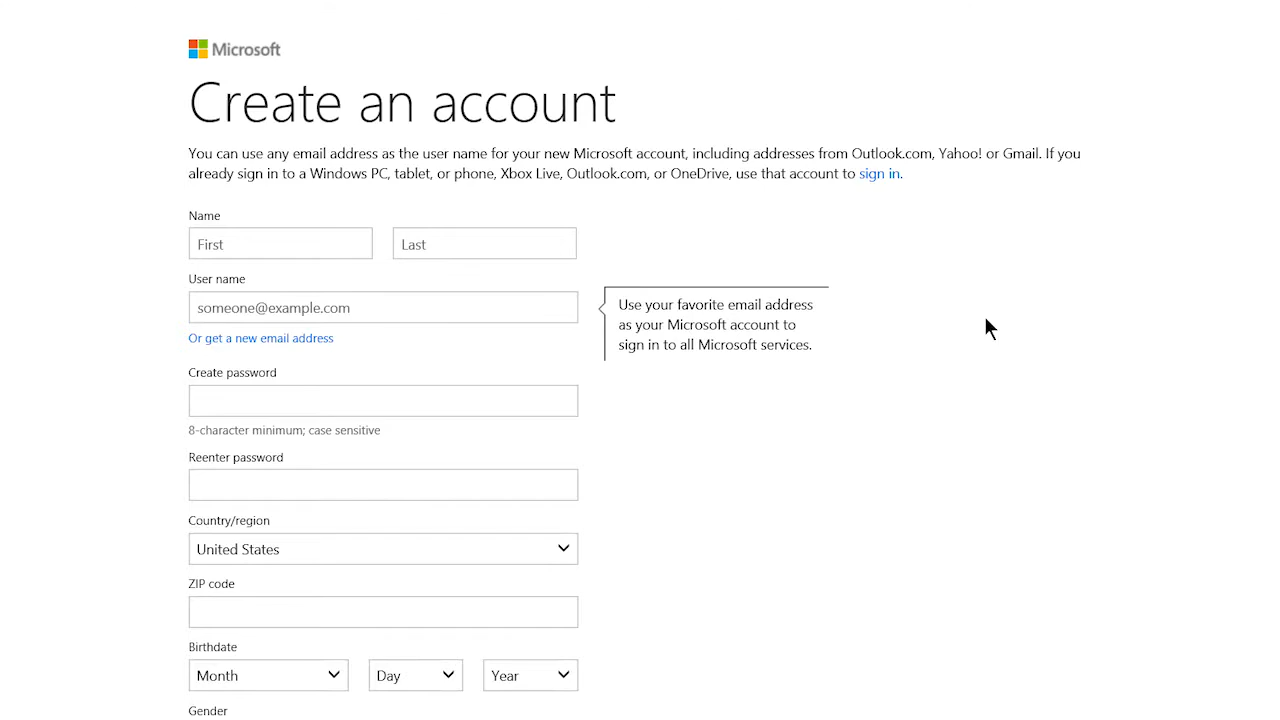 Microsoft
Create an account
You can use any email address as the user name for your new Microsoft account, including addresses from Outlook.com, Yahoo! or Gmail. If you
already sign in to a Windows PC, tablet, or phone, Xbox Live, Outlook.com, or OneDrive, use that account to sign in.
Name
First Last
User name
someone@example.com
Use your favorite email address
as your Microsoft account to
sign in to all Microsoft services.
Or get a new email address
Create password
8-character minimum; case sensitive
Reenter password
Country/region
United States
ZIP code
Birthdate
Month Day Year
Gender